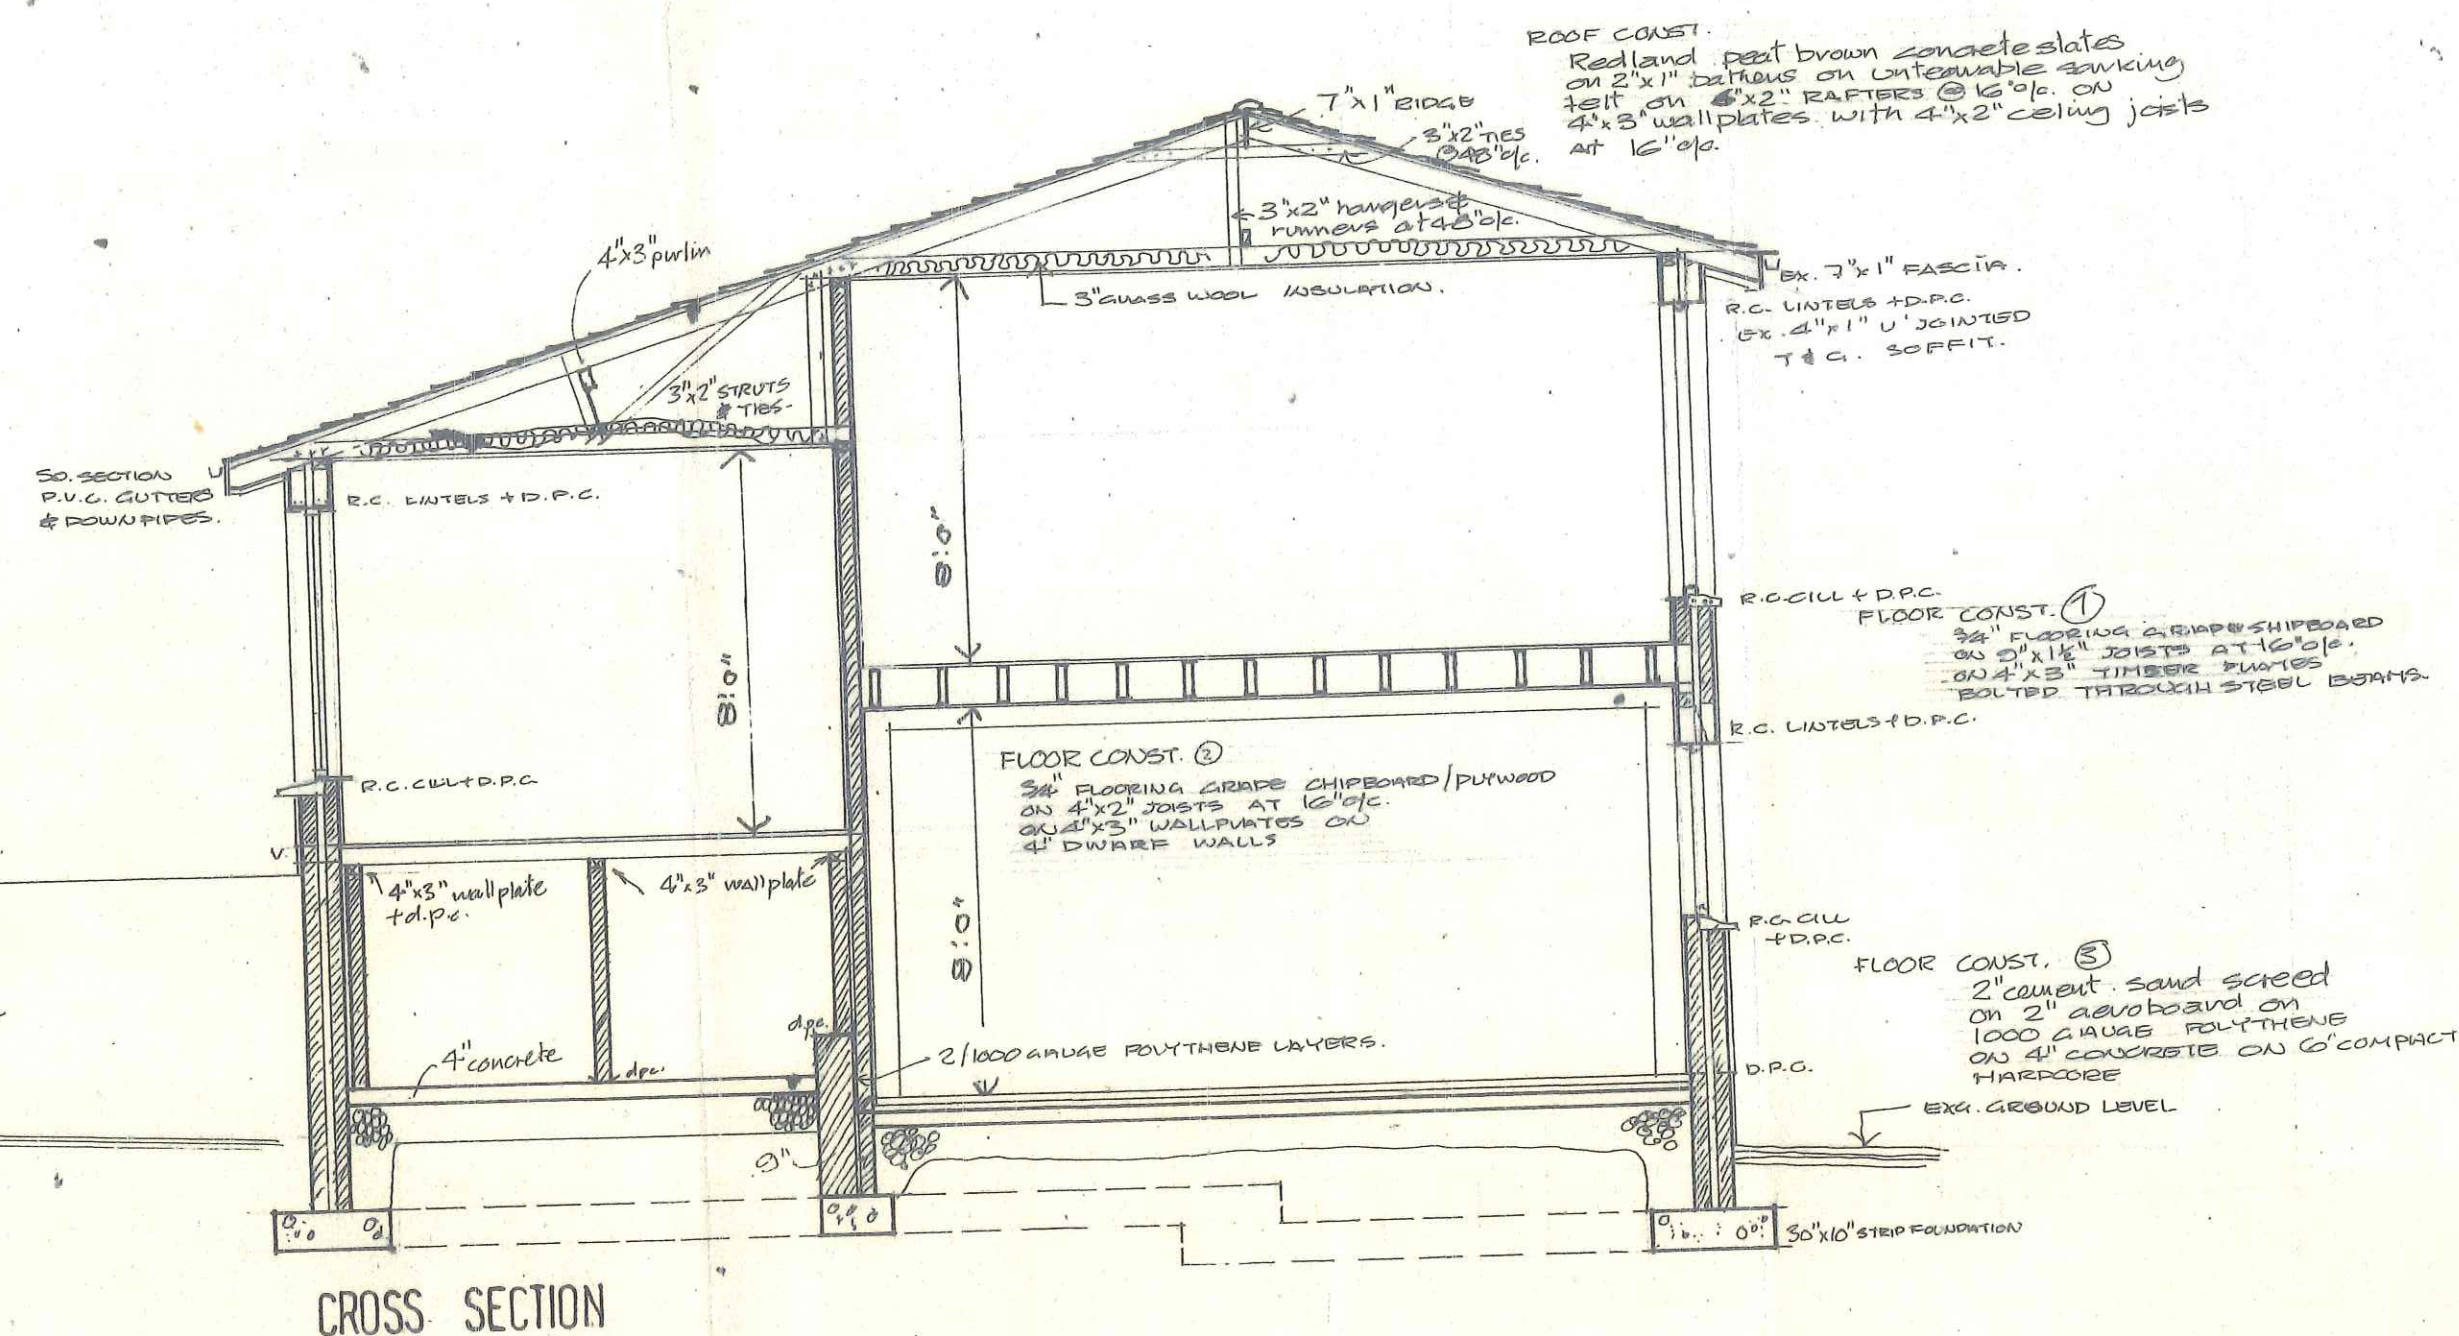 ROOF CONST.
Redland peat brown concrete slates
on 2"x1" battens on untearable sarking
felt on 6"x2" RAFTERS @ 16"o/c. ON
4"x3" wallplates with 4"x2" celing joists
AT 16"o/c.
7"x1" RIDGE
3"x2" TIES
@48"o/c.
3"x2" hangers &
runners at 48"o/c.
4"x3" purlin
3" GLASS WOOL INSULATION.
EX. 7"x1" FASCIA.
R.C. LINTELS + D.P.C.
EX. 4"x1" V' JOINTED
T & G. SOFFIT.
3"x2" STRUTS
& TIES-
SQ. SECTION
P.V.C. GUTTERS
& DOWNPIPES.
R.C. LINTELS + D.P.C.
8'.0"
8'.0"
R.C. CILL + D.P.C.
FLOOR CONST. 1
3/4" FLOORING GRADE CHIPBOARD
ON 9"x1½" JOISTS AT 16"o/c.
ON 4"x3" TIMBER PLATES
BOLTED THROUGH STEEL BEAMS.
R.C. LINTELS + D.P.C.
FLOOR CONST. 2
3/4" FLOORING GRADE CHIPBOARD/PLYWOOD
ON 4"x2" JOISTS AT 16"o/c.
ON 4"x3" WALLPLATES ON
4" DWARF WALLS
R.C. CILL + D.P.C
V.
4"x3" wallplate
+d.p.c.
4"x3" wallplate
8'.0"
R.C. CILL
+ D.P.C.
FLOOR CONST. 3
2" cement sand screed
on 2" aeroboard on
1000 GAUGE POLYTHENE
ON 4" CONCRETE ON 6" COMPACT
HARDCORE
d.p.c.
4" concrete
dpc.
2/1000 GAUGE POLYTHENE LAYERS.
D.P.C.
EXG. GROUND LEVEL
9"
30"x10" STRIP FOUNDATION
CROSS SECTION